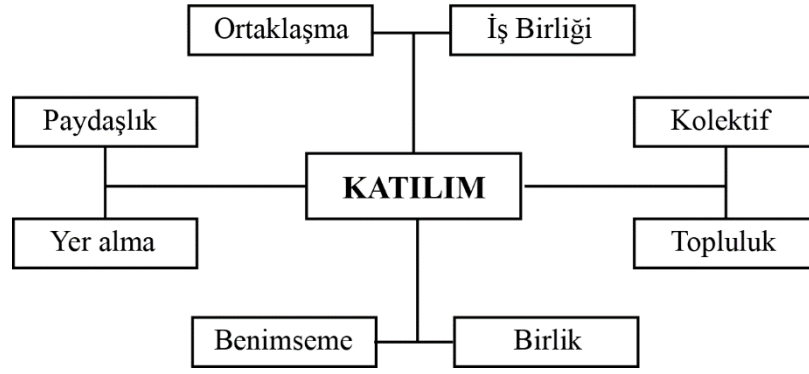 Ortaklaşma
İş Birliği
Paydaşlık
Kolektif
KATILIM
Yer alma
Topluluk
Benimseme
Birlik